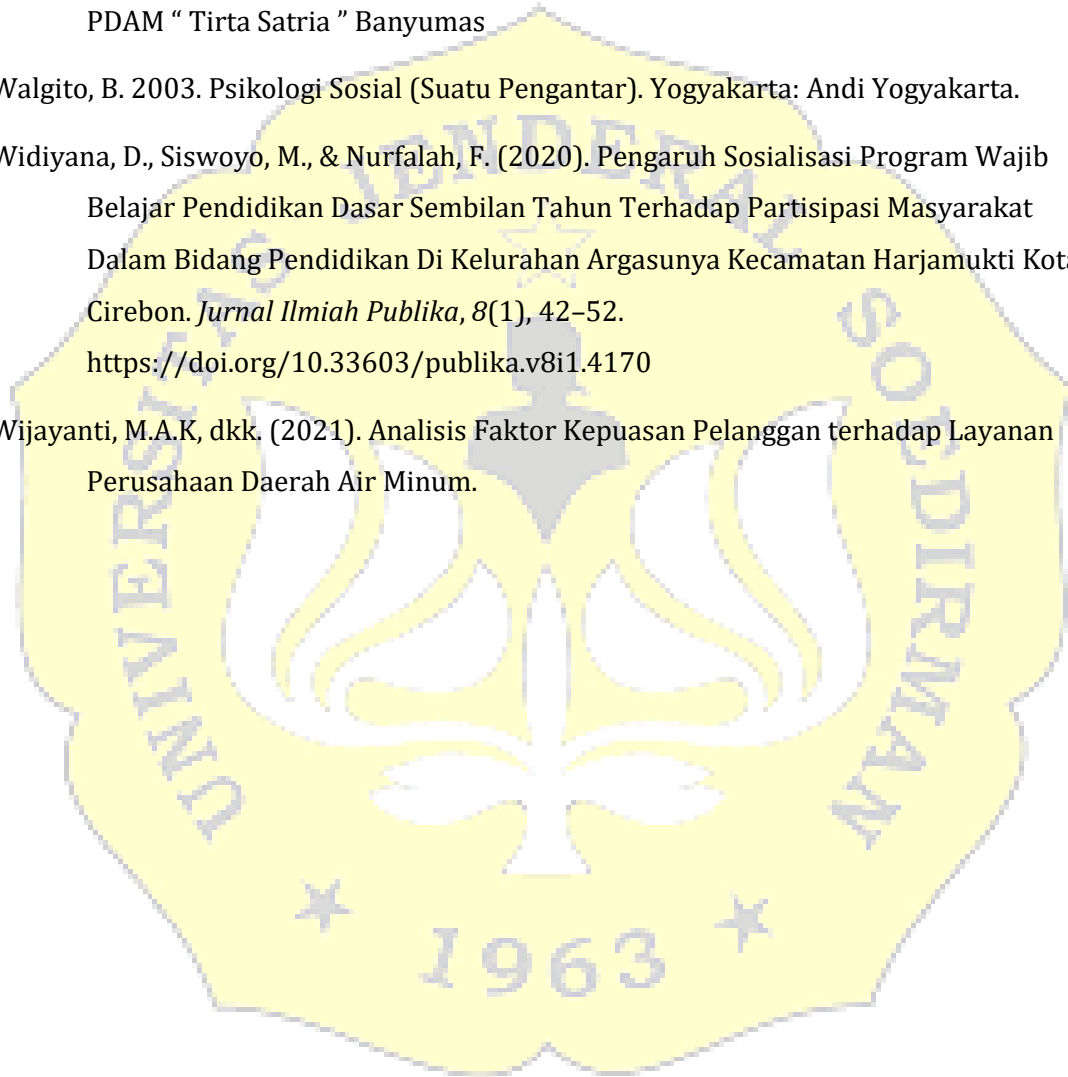 PDAM “ Tirta Satria ” Banyumas
Walgito, B. 2003. Psikologi Sosial (Suatu Pengantar). Yogyakarta: Andi Yogyakarta.
Widiyana, D., Siswoyo, M., & Nurfalah, F. (2020). Pengaruh Sosialisasi Program Wajib
Belajar Pendidikan Dasar Sembilan Tahun Terhadap Partisipasi Masyarakat
Dalam Bidang Pendidikan Di Kelurahan Argasunya Kecamatan Harjamukti Kota
Cirebon. Jurnal Ilmiah Publika, 8(1), 42–52.
https://doi.org/10.33603/publika.v8i1.4170
Wijayanti, M.A.K, dkk. (2021). Analisis Faktor Kepuasan Pelanggan terhadap Layanan
Perusahaan Daerah Air Minum.
UNIVERSITAS JENDERAL SOEDIRMAN
1963